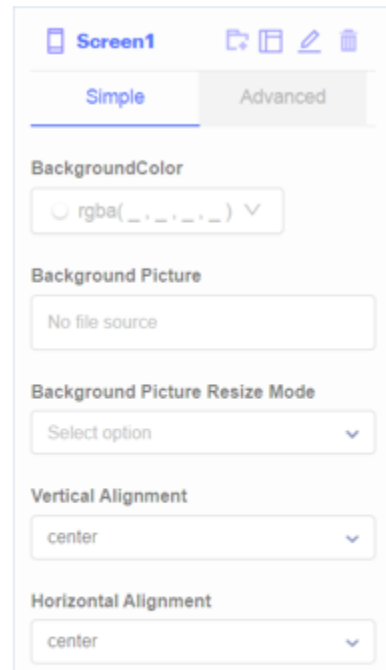 Screen1
Simple Advanced
BackgroundColor
rgba( _ , _ , _ , _ )
Background Picture
No file source
Background Picture Resize Mode
Select option
Vertical Alignment
center
Horizontal Alignment
center